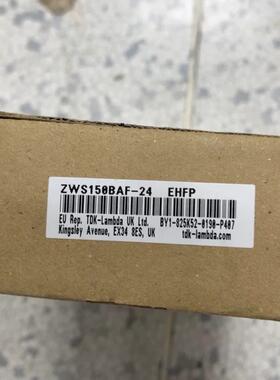 ZWS150BAF-24 EHFP
EU Rep. TDK-Lambda UK Ltd. BY1-825K52-0190-P407
Kingsley Avenue, EX34 8ES, UK tdk-lambda.com